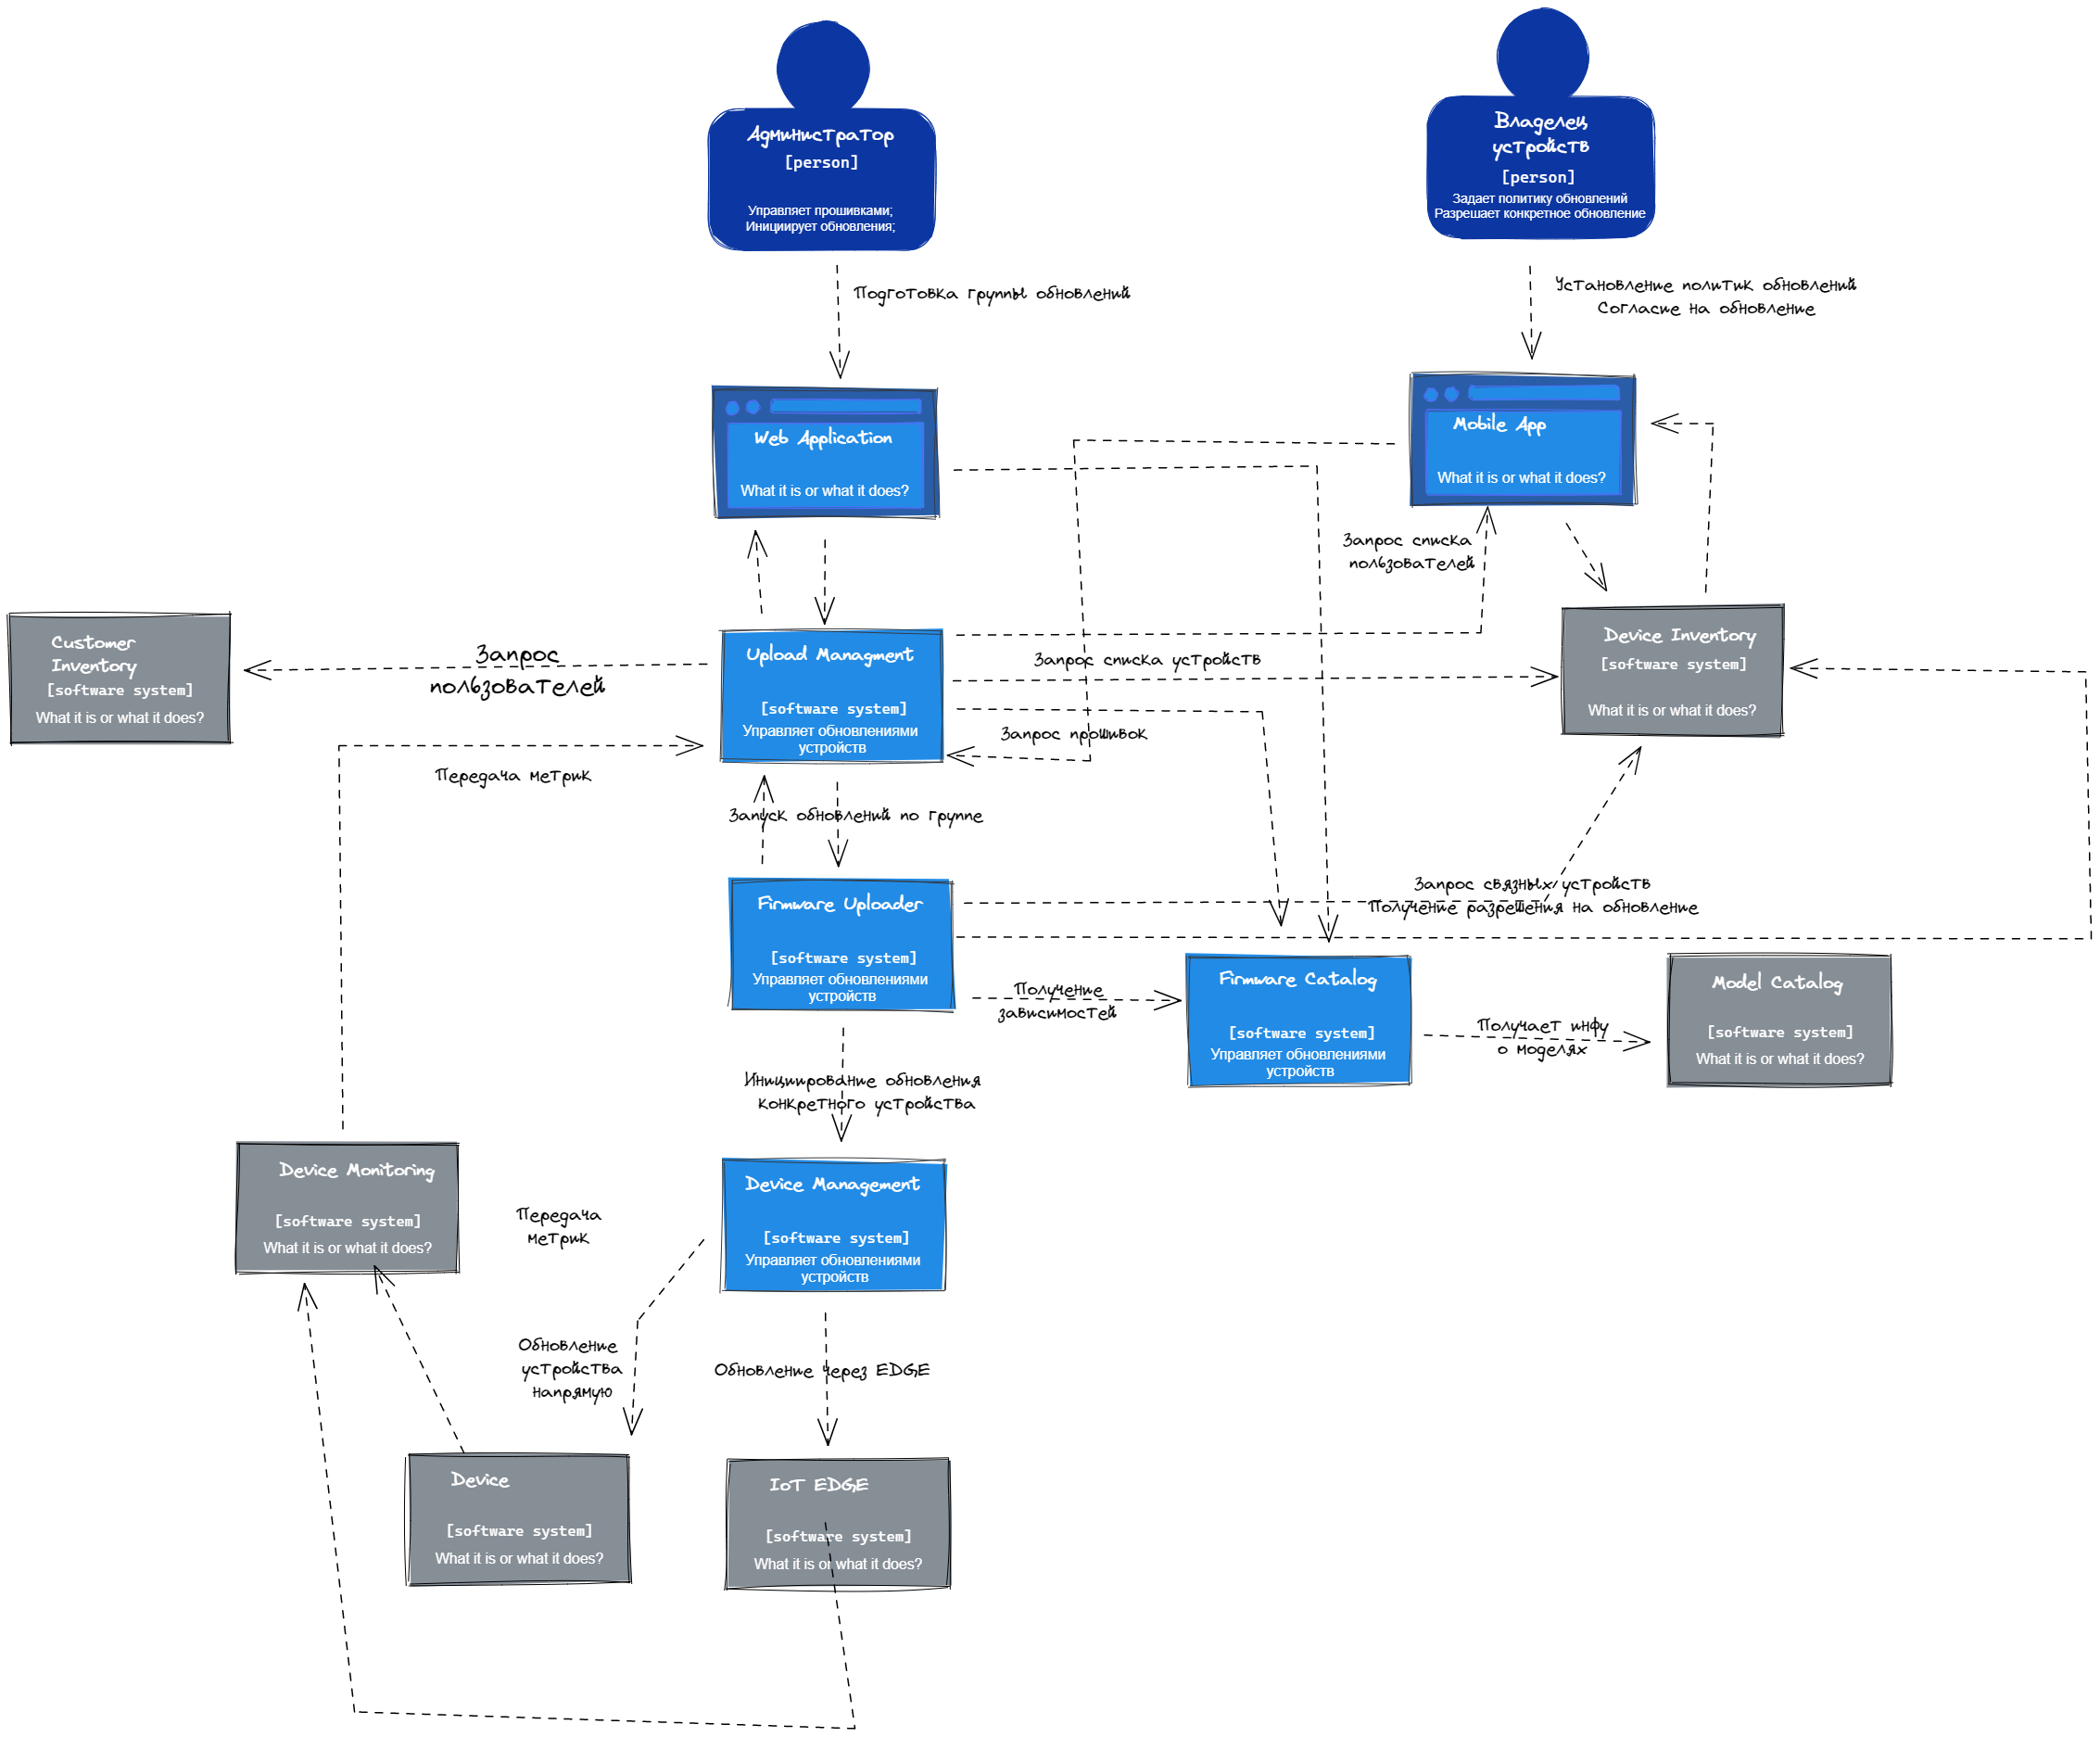 Администратор
[person]
Управляет прошивками;
Инициирует обновления;
Владелец
устройств
[person]
Задает политику обновлений
Разрешает конкретное обновление
Подготовка группы обновлений
Установление политик обновлений
Согласие на обновление
Web Application
What it is or what it does?
Mobile App
What it is or what it does?
Запрос списка
пользователей
Customer
Inventory
[software system]
What it is or what it does?
Запрос
пользователей
Upload Managment
[software system]
Управляет обновлениями
устройств
Запрос списка устройств
Device Inventory
[software system]
What it is or what it does?
Запрос прошивок
Передача метрик
Запуск обновлений по группе
Firmware Uploader
[software system]
Управляет обновлениями
устройств
Запрос связных устройств
Получение разрешения на обновление
Получение
зависимостей
Firmware Catalog
[software system]
Управляет обновлениями
устройств
Получает инфу
о моделях
Model Catalog
[software system]
What it is or what it does?
Инициирование обновления
конкретного устройства
Device Monitoring
[software system]
What it is or what it does?
Передача
метрик
Device Management
[software system]
Управляет обновлениями
устройств
Обновление
устройства
напрямую
Обновление через EDGE
Device
[software system]
What it is or what it does?
IoT EDGE
[software system]
What it is or what it does?